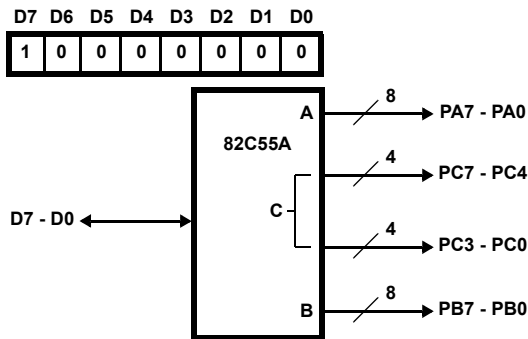 D7 D6 D5 D4 D3 D2 D1 D0
1 0 0 0 0 0 0 0
A 8 PA7 - PA0
82C55A
4 PC7 - PC4
C
D7 - D0
4 PC3 - PC0
B 8 PB7 - PB0